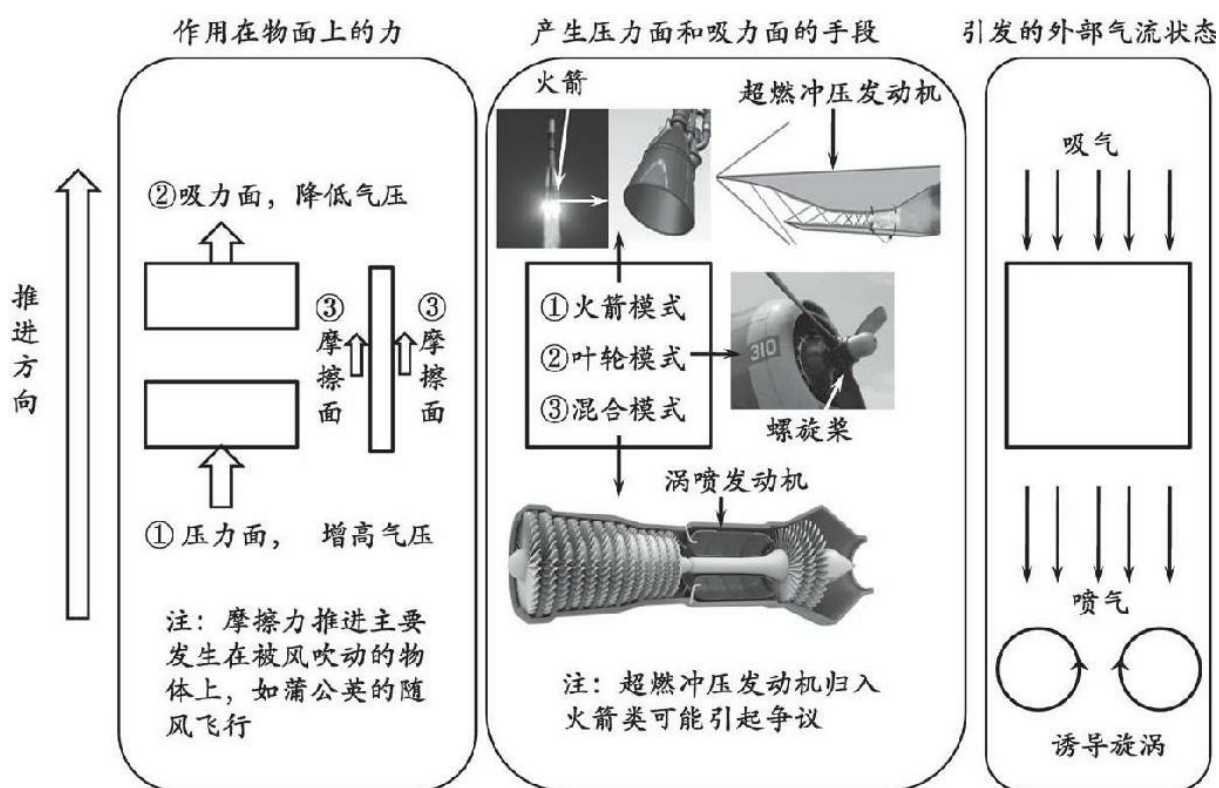 作用在物面上的力
产生压力面和吸力面的手段
引发的外部气流状态
推进方向
②吸力面，降低气压
③摩擦面
③摩擦面
①压力面， 增高气压
注：摩擦力推进主要
发生在被风吹动的物
体上，如蒲公英的随
风飞行
火箭
超燃冲压发动机
①火箭模式
②叶轮模式
③混合模式
310
螺旋桨
涡喷发动机
注：超燃冲压发动机归入
火箭类可能引起争议
吸气
喷气
诱导旋涡